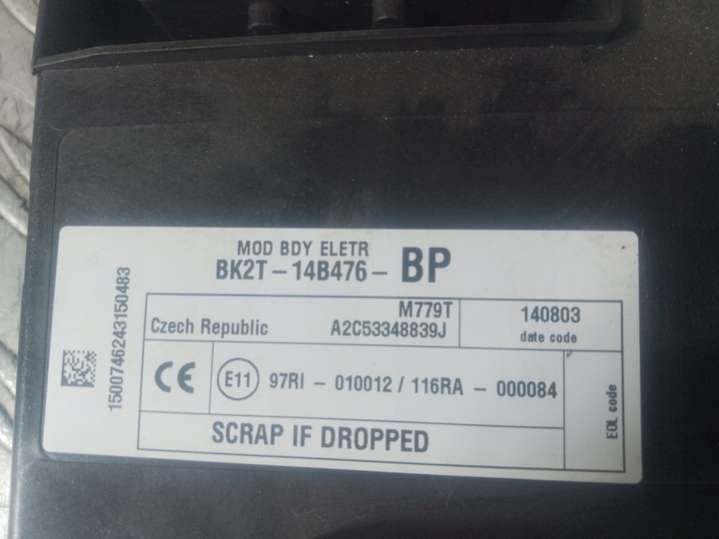 MOD BDY ELETR
BK2T-14B476- BP
M779T
Czech Republic A2C53348839J
140803
date code
CE E11 97RI - 010012 / 116RA - 000084
SCRAP IF DROPPED
EOL code
1500746243150483